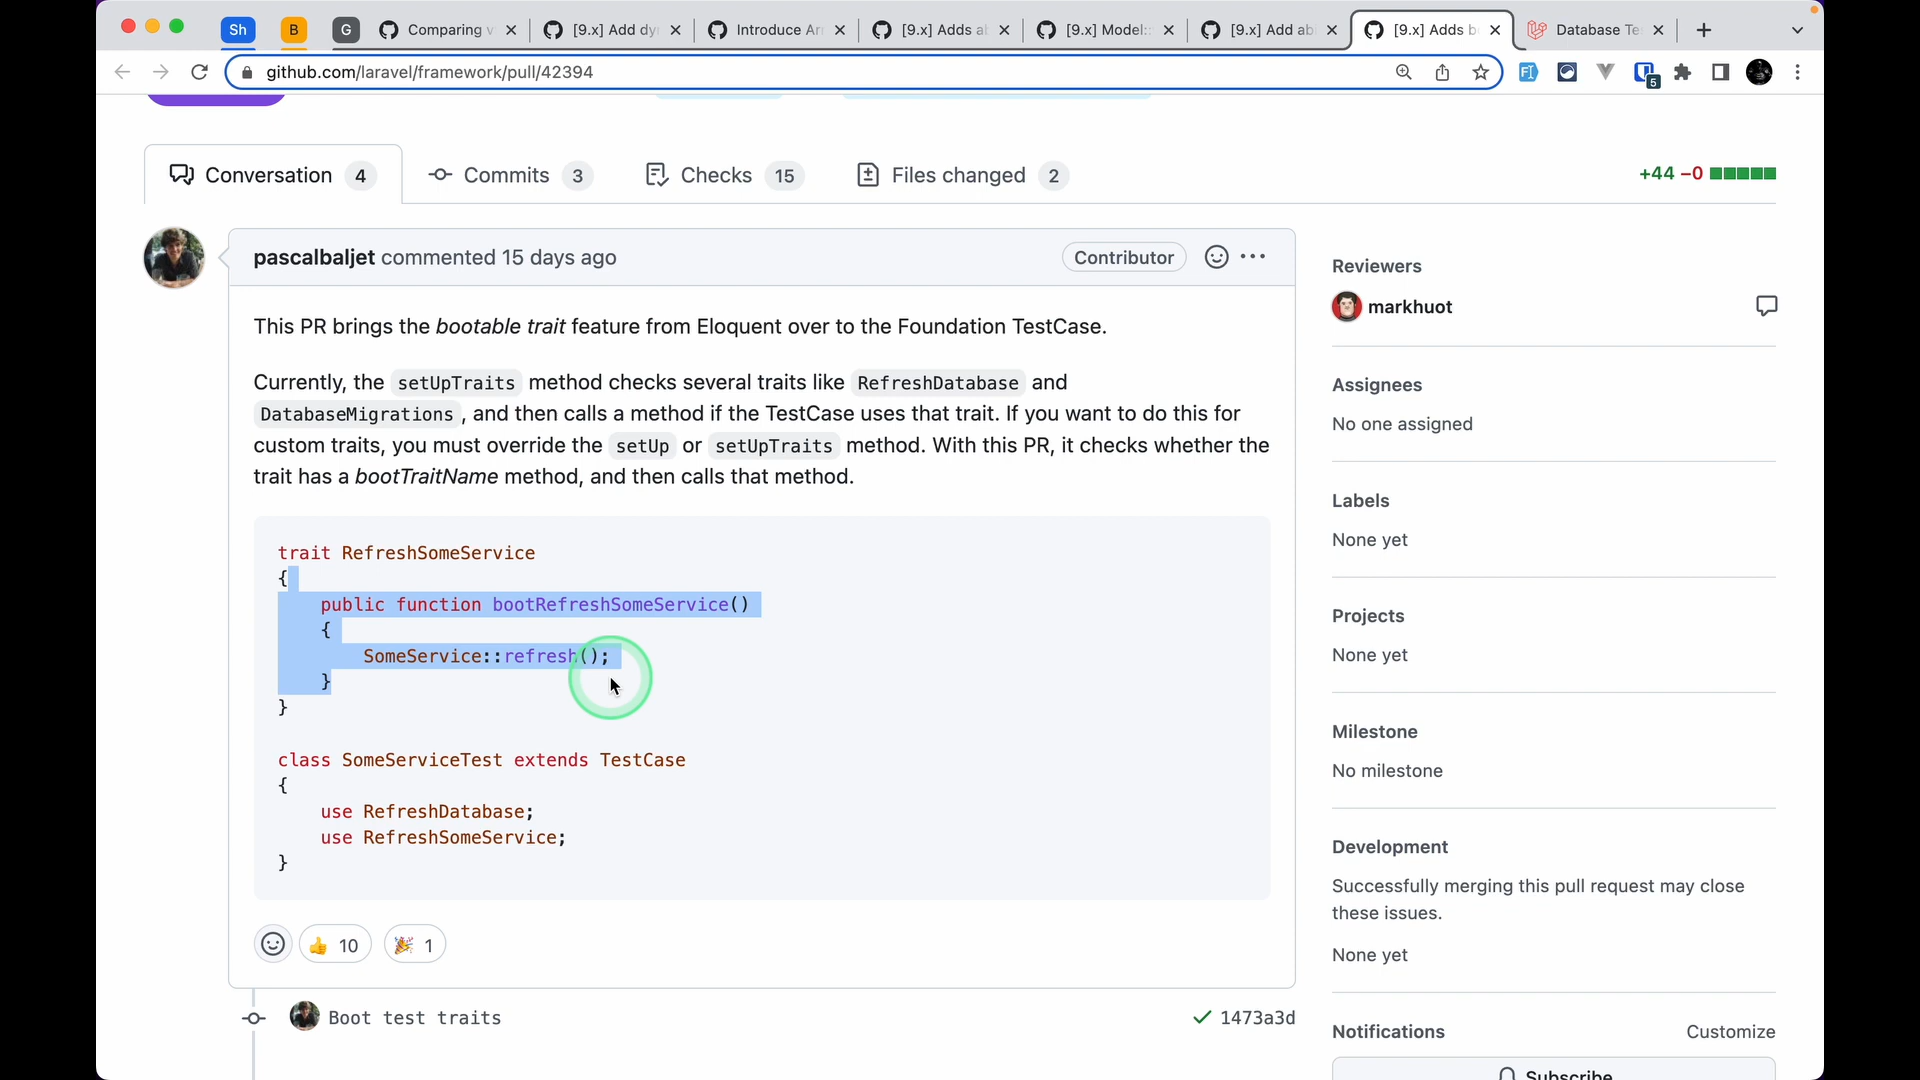 Sh
B
G
Comparing v
[9.x] Add dy
Introduce Ar
[9.x] Adds a
[9.x] Model::
[9.x] Add ab
[9.x] Adds b
Database Te
github.com/laravel/framework/pull/42394
5
Conversation 4
Commits 3
Checks 15
Files changed 2
+44 −0
pascalbaljet commented 15 days ago
Contributor
This PR brings the bootable trait feature from Eloquent over to the Foundation TestCase.
Currently, the setUpTraits method checks several traits like RefreshDatabase and
DatabaseMigrations , and then calls a method if the TestCase uses that trait. If you want to do this for
custom traits, you must override the setUp or setUpTraits method. With this PR, it checks whether the
trait has a bootTraitName method, and then calls that method.
trait RefreshSomeService
{
public function bootRefreshSomeService()
{
SomeService::refresh();
}
}
class SomeServiceTest extends TestCase
{
use RefreshDatabase;
use RefreshSomeService;
}
10
1
Boot test traits
1473a3d
Reviewers
markhuot
Assignees
No one assigned
Labels
None yet
Projects
None yet
Milestone
No milestone
Development
Successfully merging this pull request may close
these issues.
None yet
Notifications
Customize
Subscribe